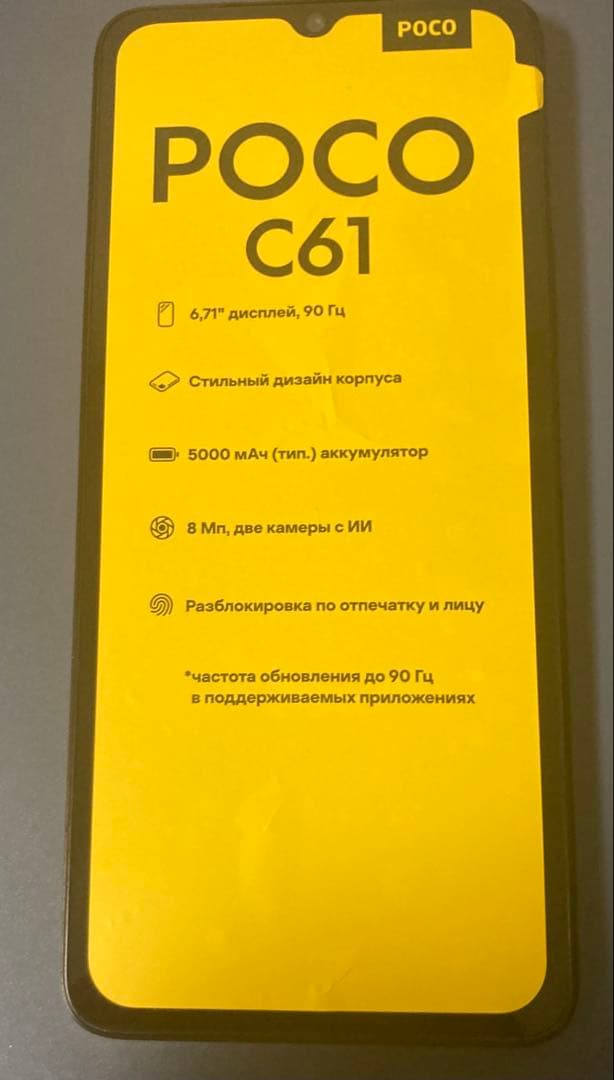 POCO
POCO
C61
6,71" дисплей, 90 Гц
Стильный дизайн корпуса
5000 мАч (тип.) аккумулятор
8 Мп, две камеры с ИИ
Разблокировка по отпечатку и лицу
*частота обновления до 90 Гц
в поддерживаемых приложениях